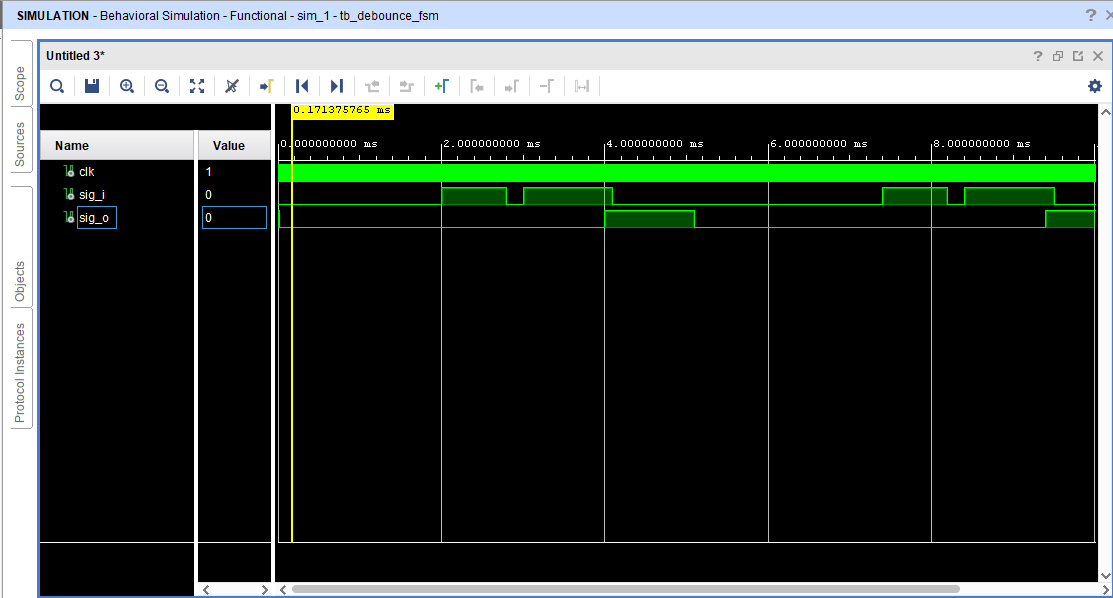 SIMULATION - Behavioral Simulation - Functional - sim_1 - tb_debounce_fsm
Untitled 3*
Scope
Sources
Objects
Protocol Instances
0.171375765 ms
Name Value
0.000000000 ms 2.000000000 ms 4.000000000 ms 6.000000000 ms 8.000000000 ms
clk 1
sig_i 0
sig_o 0